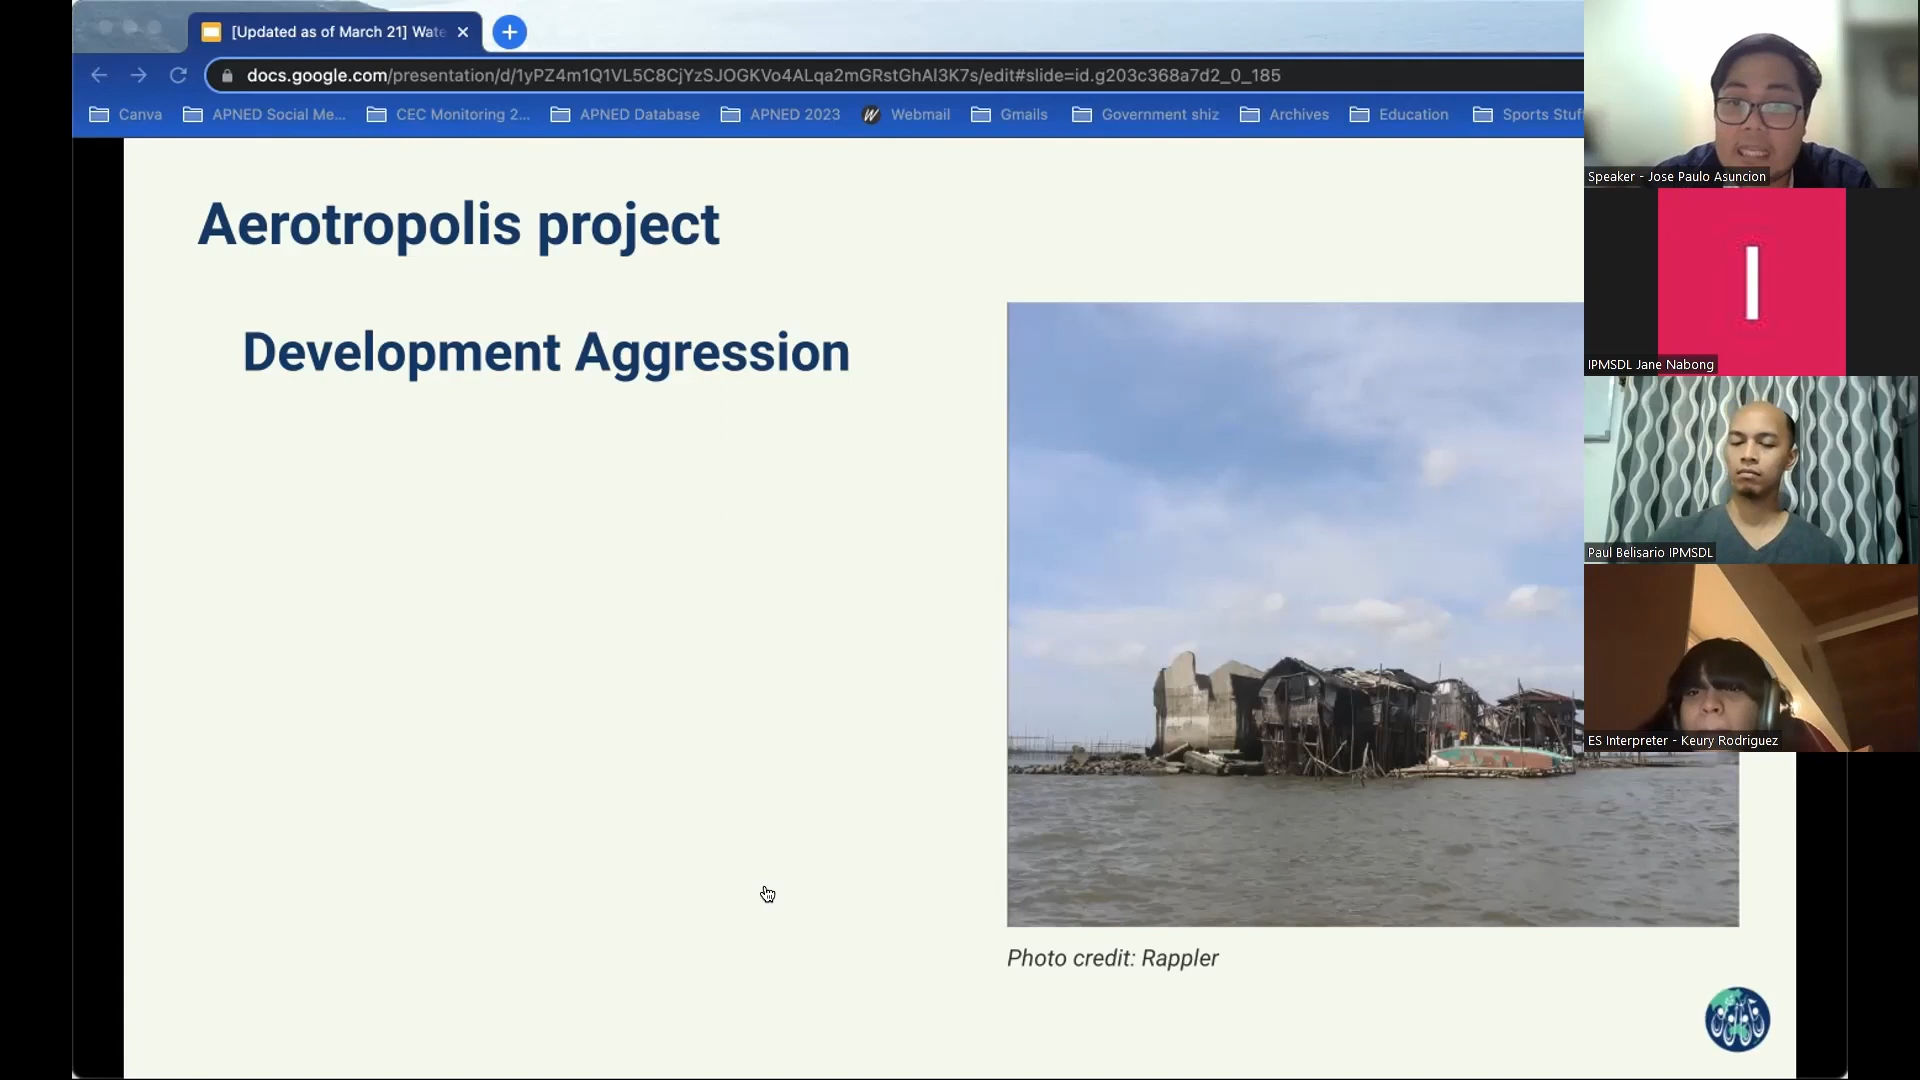 [Updated as of March 21] Wate
docs.google.com/presentation/d/1yPZ4m1Q1VL5C8CjYzSJOGKVo4ALqa2mGRstGhAl3K7s/edit#slide=id.g203c368a7d2_0_185
Canva APNED Social Me... CEC Monitoring 2... APNED Database APNED 2023 Webmail Gmails Government shiz Archives Education Sports Stuf
Aerotropolis project
Development Aggression
Photo credit: Rappler
Speaker - Jose Paulo Asuncion
I
IPMSDL Jane Nabong
Paul Belisario IPMSDL
ES Interpreter - Keury Rodriguez